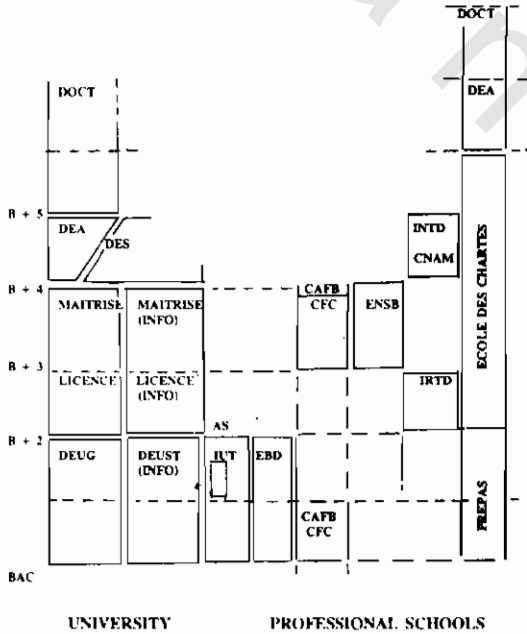 DOCT
DOCT
DEA
B + 5
DEA
DES
INTD
CNAM
B + 4
MAITRISE
MAITRISE
(INFO)
CAFB
CFC
ENSB
ECOLE DES CHARTES
B + 3
LICENCE
LICENCE
(INFO)
IRTD
AS
B + 2
DEUG
DEUST
(INFO)
IUT
EBD
CAFB
CFC
PREPAS
BAC
UNIVERSITY
PROFESSIONAL SCHOOLS